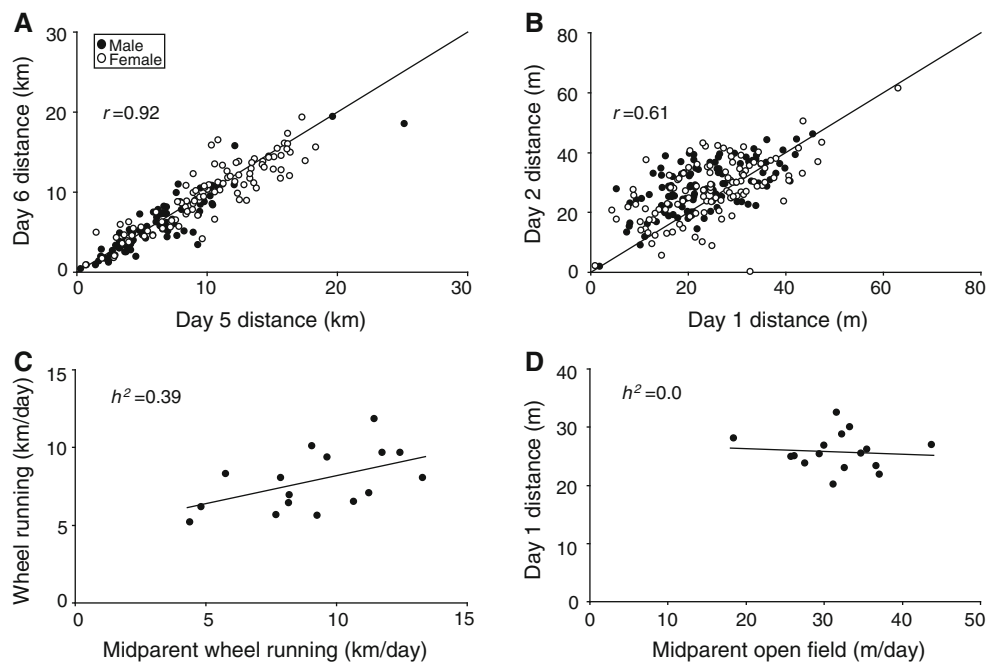 A
30
20
10
0
Day 6 distance (km)
Male
Female
r=0.92
0
10
20
30
Day 5 distance (km)
B
80
60
40
20
0
Day 2 distance (m)
r=0.61
0
20
40
60
80
Day 1 distance (m)
C
15
10
5
0
Wheel running (km/day)
h²=0.39
0
5
10
15
Midparent wheel running (km/day)
D
40
30
20
10
0
Day 1 distance (m)
h²=0.0
0
10
20
30
40
50
Midparent open field (m/day)